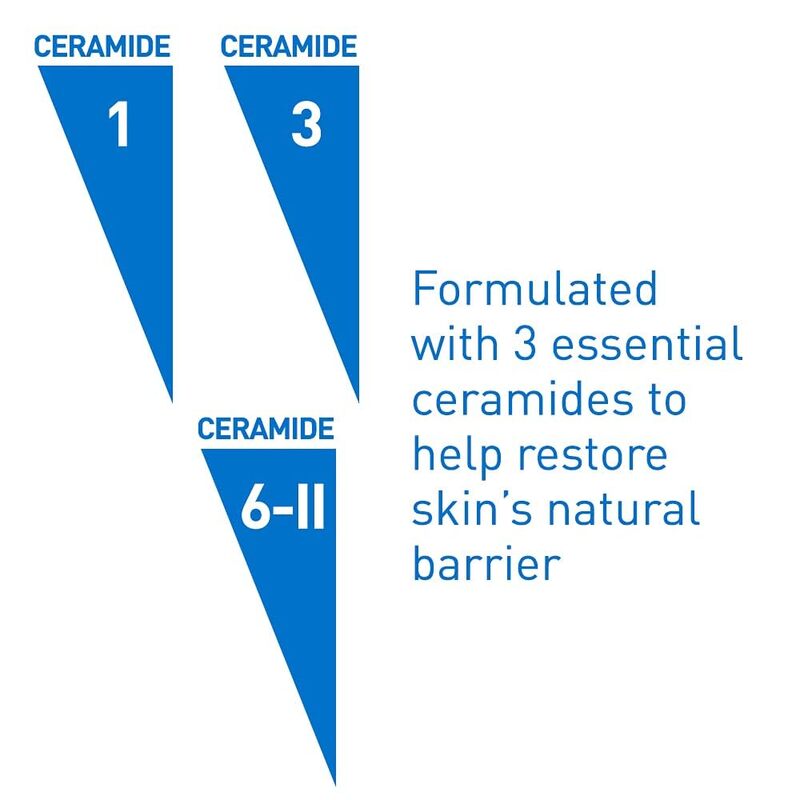 CERAMIDE
1
CERAMIDE
3
CERAMIDE
6-II
Formulated
with 3 essential
ceramides to
help restore
skin’s natural
barrier